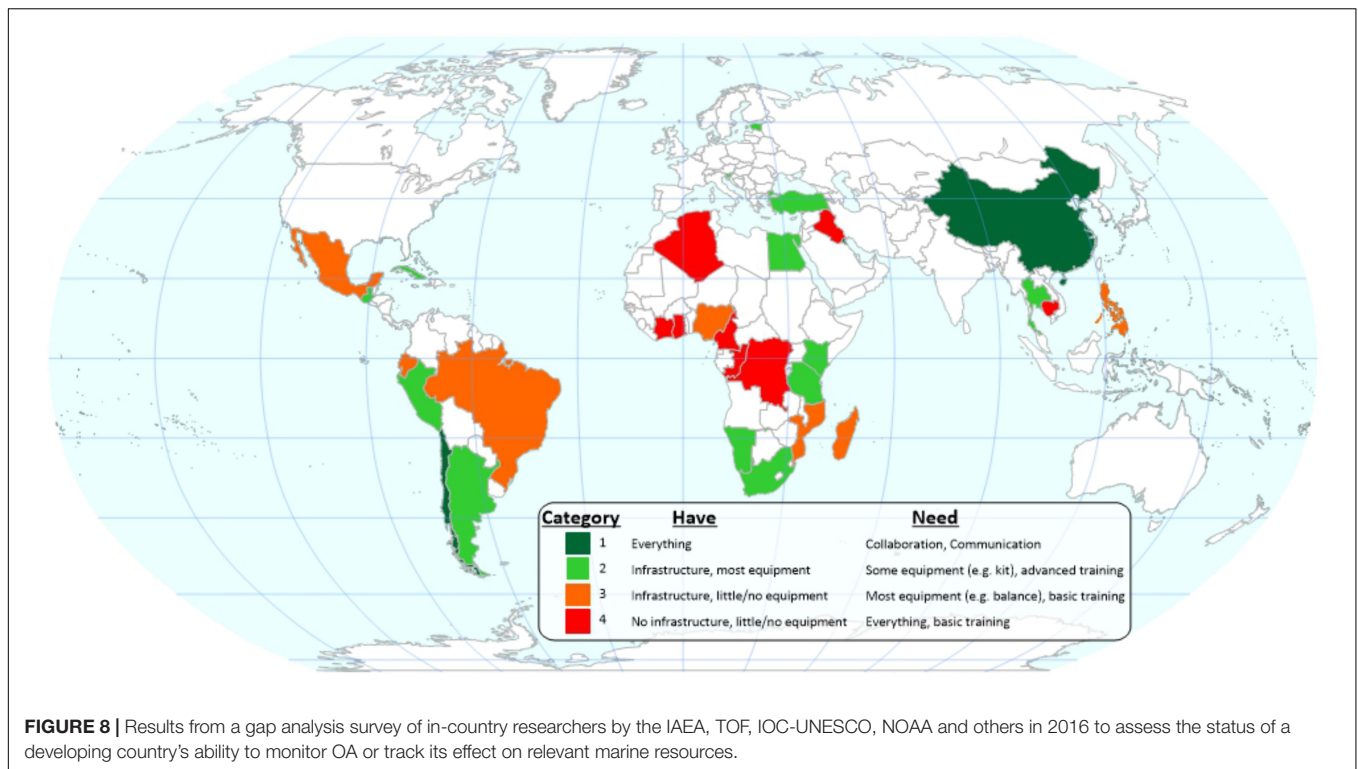 Category Have Need
1 Everything Collaboration, Communication
2 Infrastructure, most equipment Some equipment (e.g. kit), advanced training
3 Infrastructure, little/no equipment Most equipment (e.g. balance), basic training
4 No infrastructure, little/no equipment Everything, basic training
FIGURE 8 | Results from a gap analysis survey of in-country researchers by the IAEA, TOF, IOC-UNESCO, NOAA and others in 2016 to assess the status of a
developing country's ability to monitor OA or track its effect on relevant marine resources.